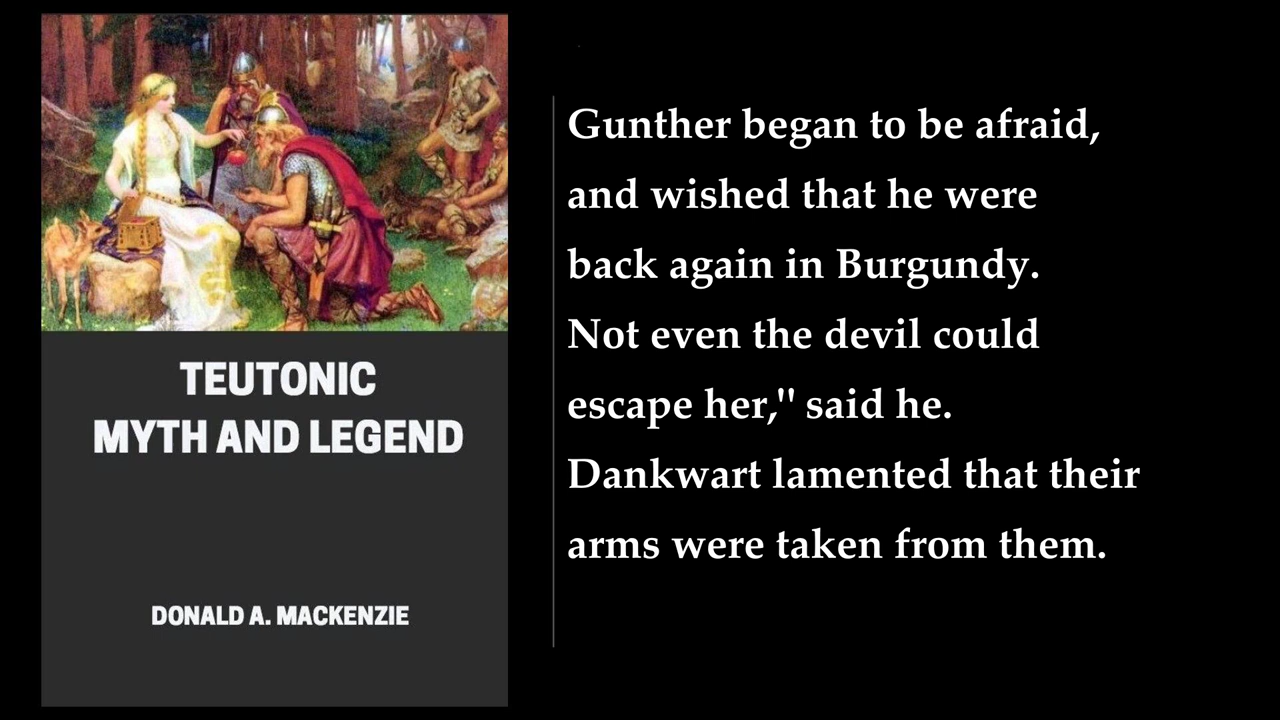 TEUTONIC
MYTH AND LEGEND
DONALD A. MACKENZIE
Gunther began to be afraid,
and wished that he were
back again in Burgundy.
Not even the devil could
escape her," said he.
Dankwart lamented that their
arms were taken from them.